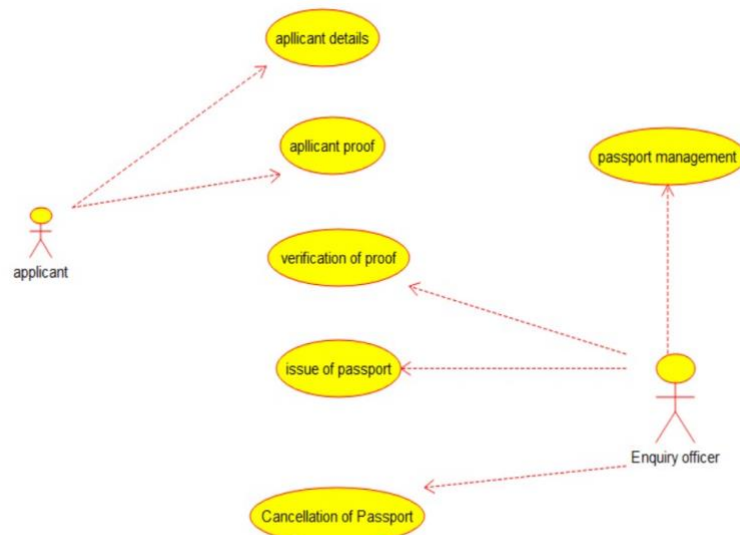 apllicant details
apllicant proof
passport management
verification of proof
applicant
issue of passport
Enquiry officer
Cancellation of Passport